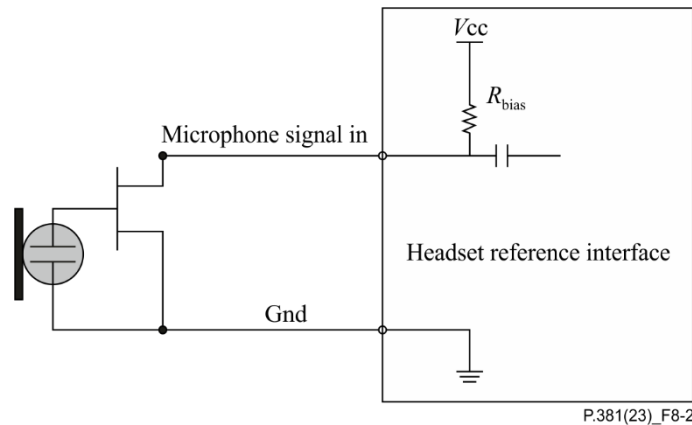 Vcc
Rbias
Microphone signal in
Headset reference interface
Gnd
P.381(23)_F8-2